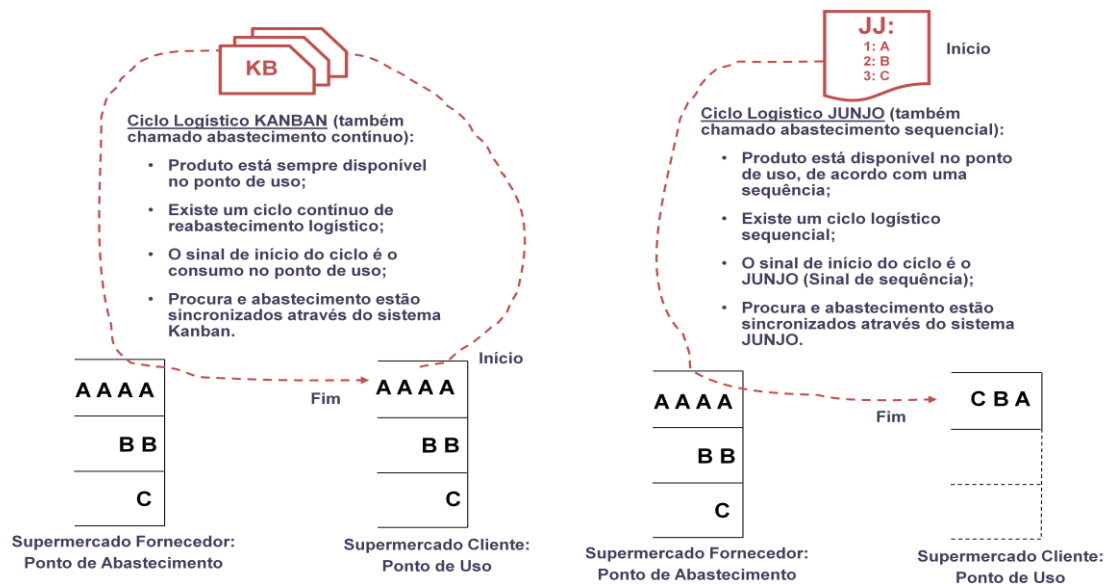 KB
Ciclo Logístico KANBAN (também
chamado abastecimento contínuo):
• Produto está sempre disponível
no ponto de uso;
• Existe um ciclo contínuo de
reabastecimento logístico;
• O sinal de início do ciclo é o
consumo no ponto de uso;
• Procura e abastecimento estão
sincronizados através do sistema
Kanban.
Início
Fim
A A A A
B B
C
Supermercado Fornecedor:
Ponto de Abastecimento
A A A A
B B
C
Supermercado Cliente:
Ponto de Uso
JJ:
1: A
2: B
3: C
Início
Ciclo Logístico JUNJO (também
chamado abastecimento sequencial):
• Produto está disponível no ponto
de uso, de acordo com uma
sequência;
• Existe um ciclo logístico
sequencial;
• O sinal de início do ciclo é o
JUNJO (Sinal de sequência);
• Procura e abastecimento estão
sincronizados através do sistema
JUNJO.
Fim
A A A A
B B
C
Supermercado Fornecedor:
Ponto de Abastecimento
C B A
Supermercado Cliente:
Ponto de Uso